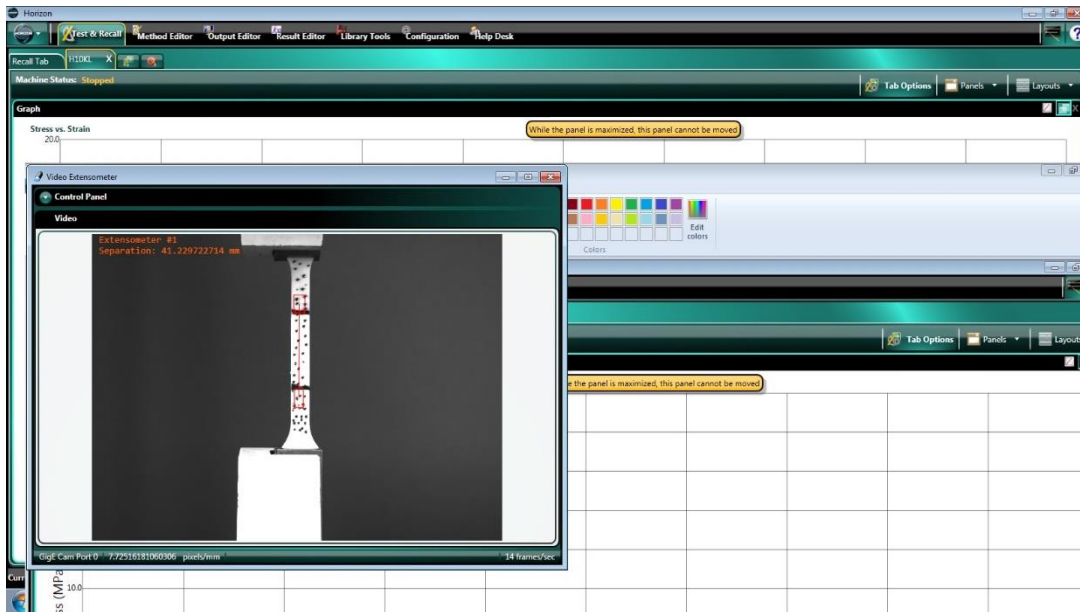 Horizon
HORIZON Test & Recall Method Editor Output Editor Result Editor Library Tools Configuration Help Desk
Recall Tab H10KL X
Machine Status: Stopped Tab Options Panels Layouts
Graph
Stress vs. Strain
While the panel is maximized, this panel cannot be moved
20.0
Video Extensometer
Control Panel
Video
Extensometer #1
Separation: 41.229722714 mm
GigE Cam Port 0 7.72516181060306 pixels/mm 14 frames/sec
Edit
colors
Colors
Tab Options Panels Layout
the panel is maximized, this panel cannot be moved
Curr
10.0
(MPa